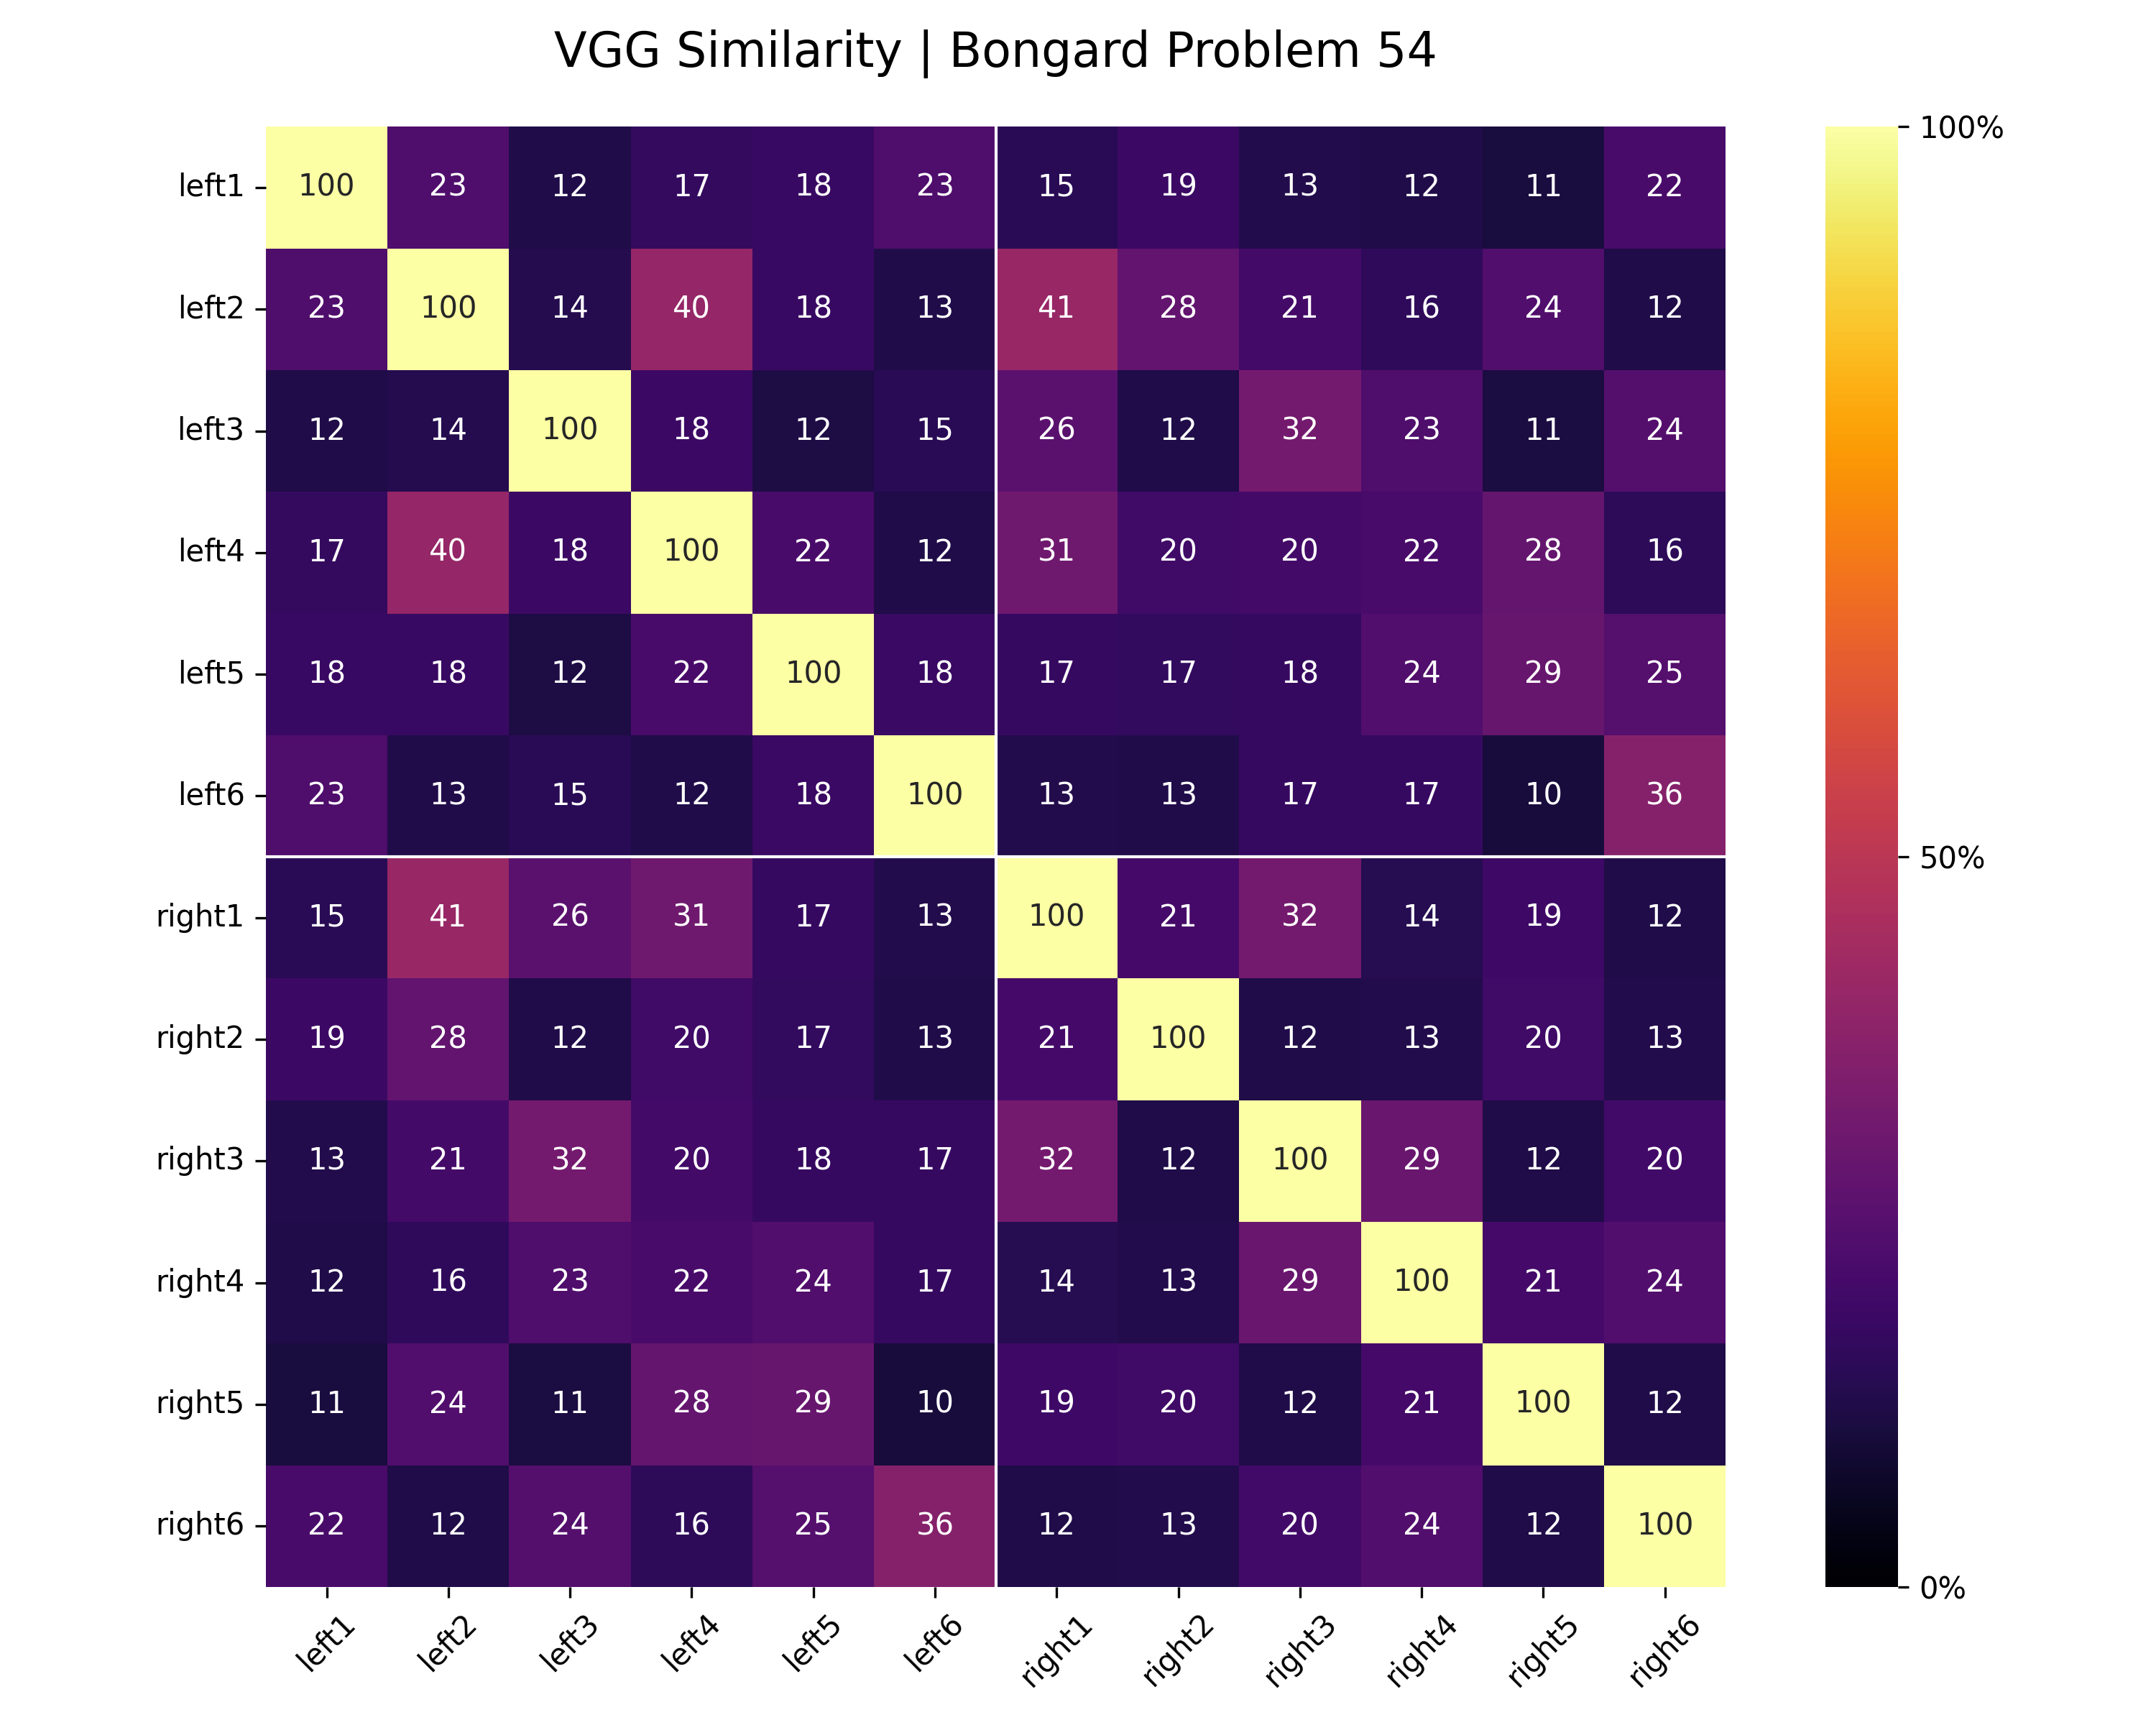 VGG Similarity | Bongard Problem 54
left1 100 23 12 17 18 23 15 19 13 12 11 22
left2 23 100 14 40 18 13 41 28 21 16 24 12
left3 12 14 100 18 12 15 26 12 32 23 11 24
left4 17 40 18 100 22 12 31 20 20 22 28 16
left5 18 18 12 22 100 18 17 17 18 24 29 25
left6 23 13 15 12 18 100 13 13 17 17 10 36
right1 15 41 26 31 17 13 100 21 32 14 19 12
right2 19 28 12 20 17 13 21 100 12 13 20 13
right3 13 21 32 20 18 17 32 12 100 29 12 20
right4 12 16 23 22 24 17 14 13 29 100 21 24
right5 11 24 11 28 29 10 19 20 12 21 100 12
right6 22 12 24 16 25 36 12 13 20 24 12 100
left1 left2 left3 left4 left5 left6 right1 right2 right3 right4 right5 right6
100%
50%
0%